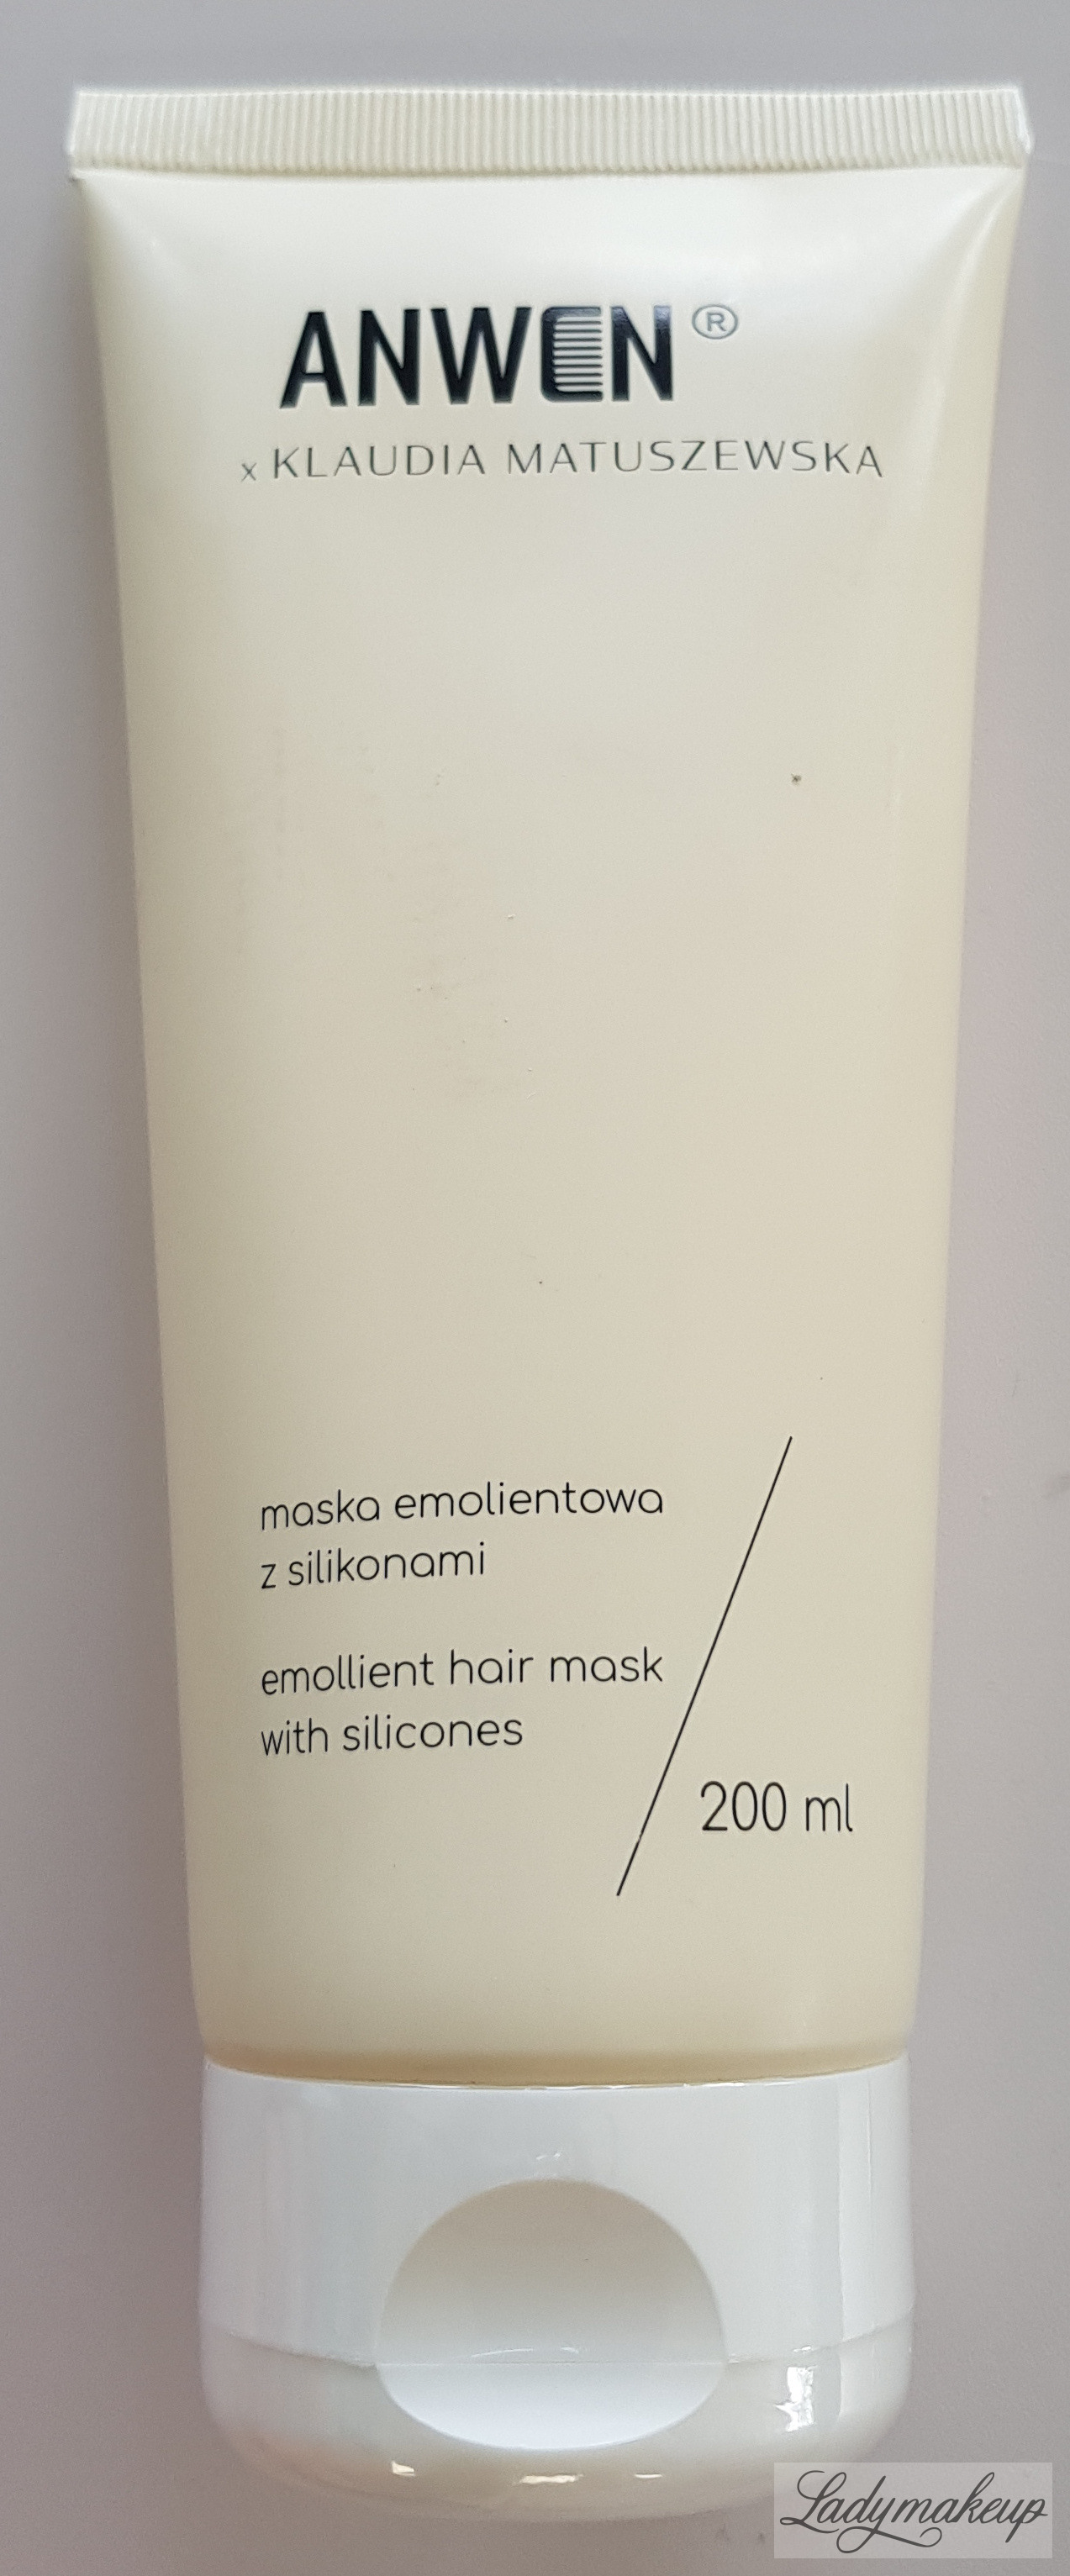 ANWEN®
x KLAUDIA MATUSZEWSKA
maska emolientowa
z silikonami
emollient hair mask
with silicones
200 ml
Ladymakeup